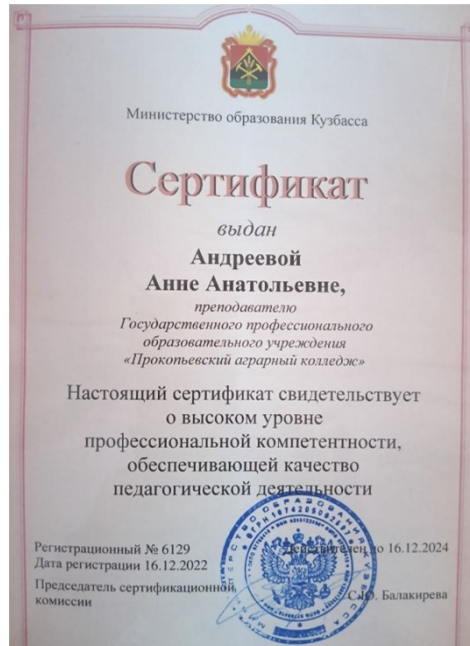 Министерство образования Кузбасса
Сертификат
выдан
Андреевой
Анне Анатольевне,
преподавателю
Государственного профессионального
образовательного учреждения
«Прокопьевский аграрный колледж»
Настоящий сертификат свидетельствует
о высоком уровне
профессиональной компетентности,
обеспечивающей качество
педагогической деятельности
Регистрационный № 6129
Действителен до 16.12.2024
Дата регистрации 16.12.2022
Председатель сертификационной
комиссии
С.Ю. Балакирева